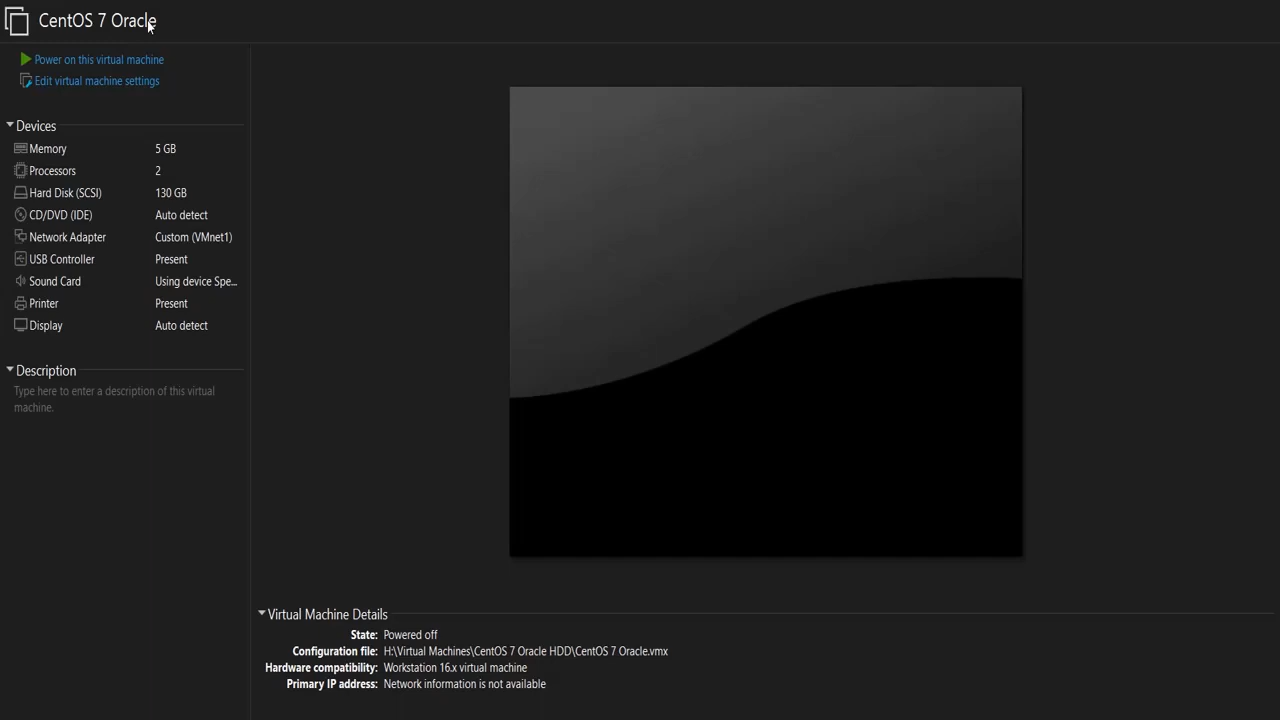 CentOS 7 Oracle
Power on this virtual machine
Edit virtual machine settings
Devices
Memory 5 GB
Processors 2
Hard Disk (SCSI) 130 GB
CD/DVD (IDE) Auto detect
Network Adapter Custom (VMnet1)
USB Controller Present
Sound Card Using device Spe...
Printer Present
Display Auto detect
Description
Type here to enter a description of this virtual
machine.
Virtual Machine Details
State: Powered off
Configuration file: H:\Virtual Machines\CentOS 7 Oracle HDD\CentOS 7 Oracle.vmx
Hardware compatibility: Workstation 16.x virtual machine
Primary IP address: Network information is not available